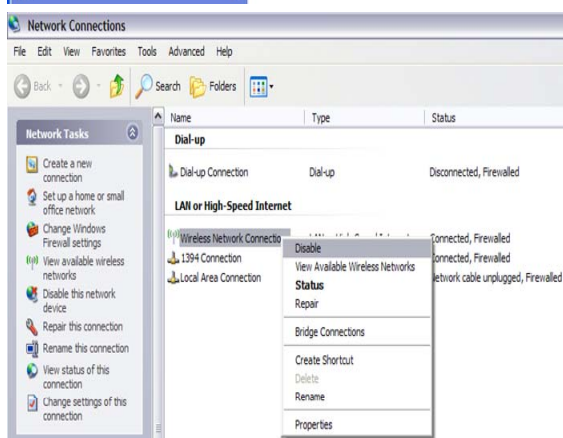 Network Connections
File Edit View Favorites Tools Advanced Help
Back Search Folders
Network Tasks
Create a new
connection
Set up a home or small
office network
Change Windows
Firewall settings
View available wireless
networks
Disable this network
device
Repair this connection
Rename this connection
View status of this
connection
Change settings of this
connection
Name Type Status
Dial-up
Dial-up Connection Dial-up Disconnected, Firewalled
LAN or High-Speed Internet
Wireless Network Connectio Connected, Firewalled
1394 Connection Connected, Firewalled
Local Area Connection Network cable unplugged, Firewalled
Disable
View Available Wireless Networks
Status
Repair
Bridge Connections
Create Shortcut
Delete
Rename
Properties